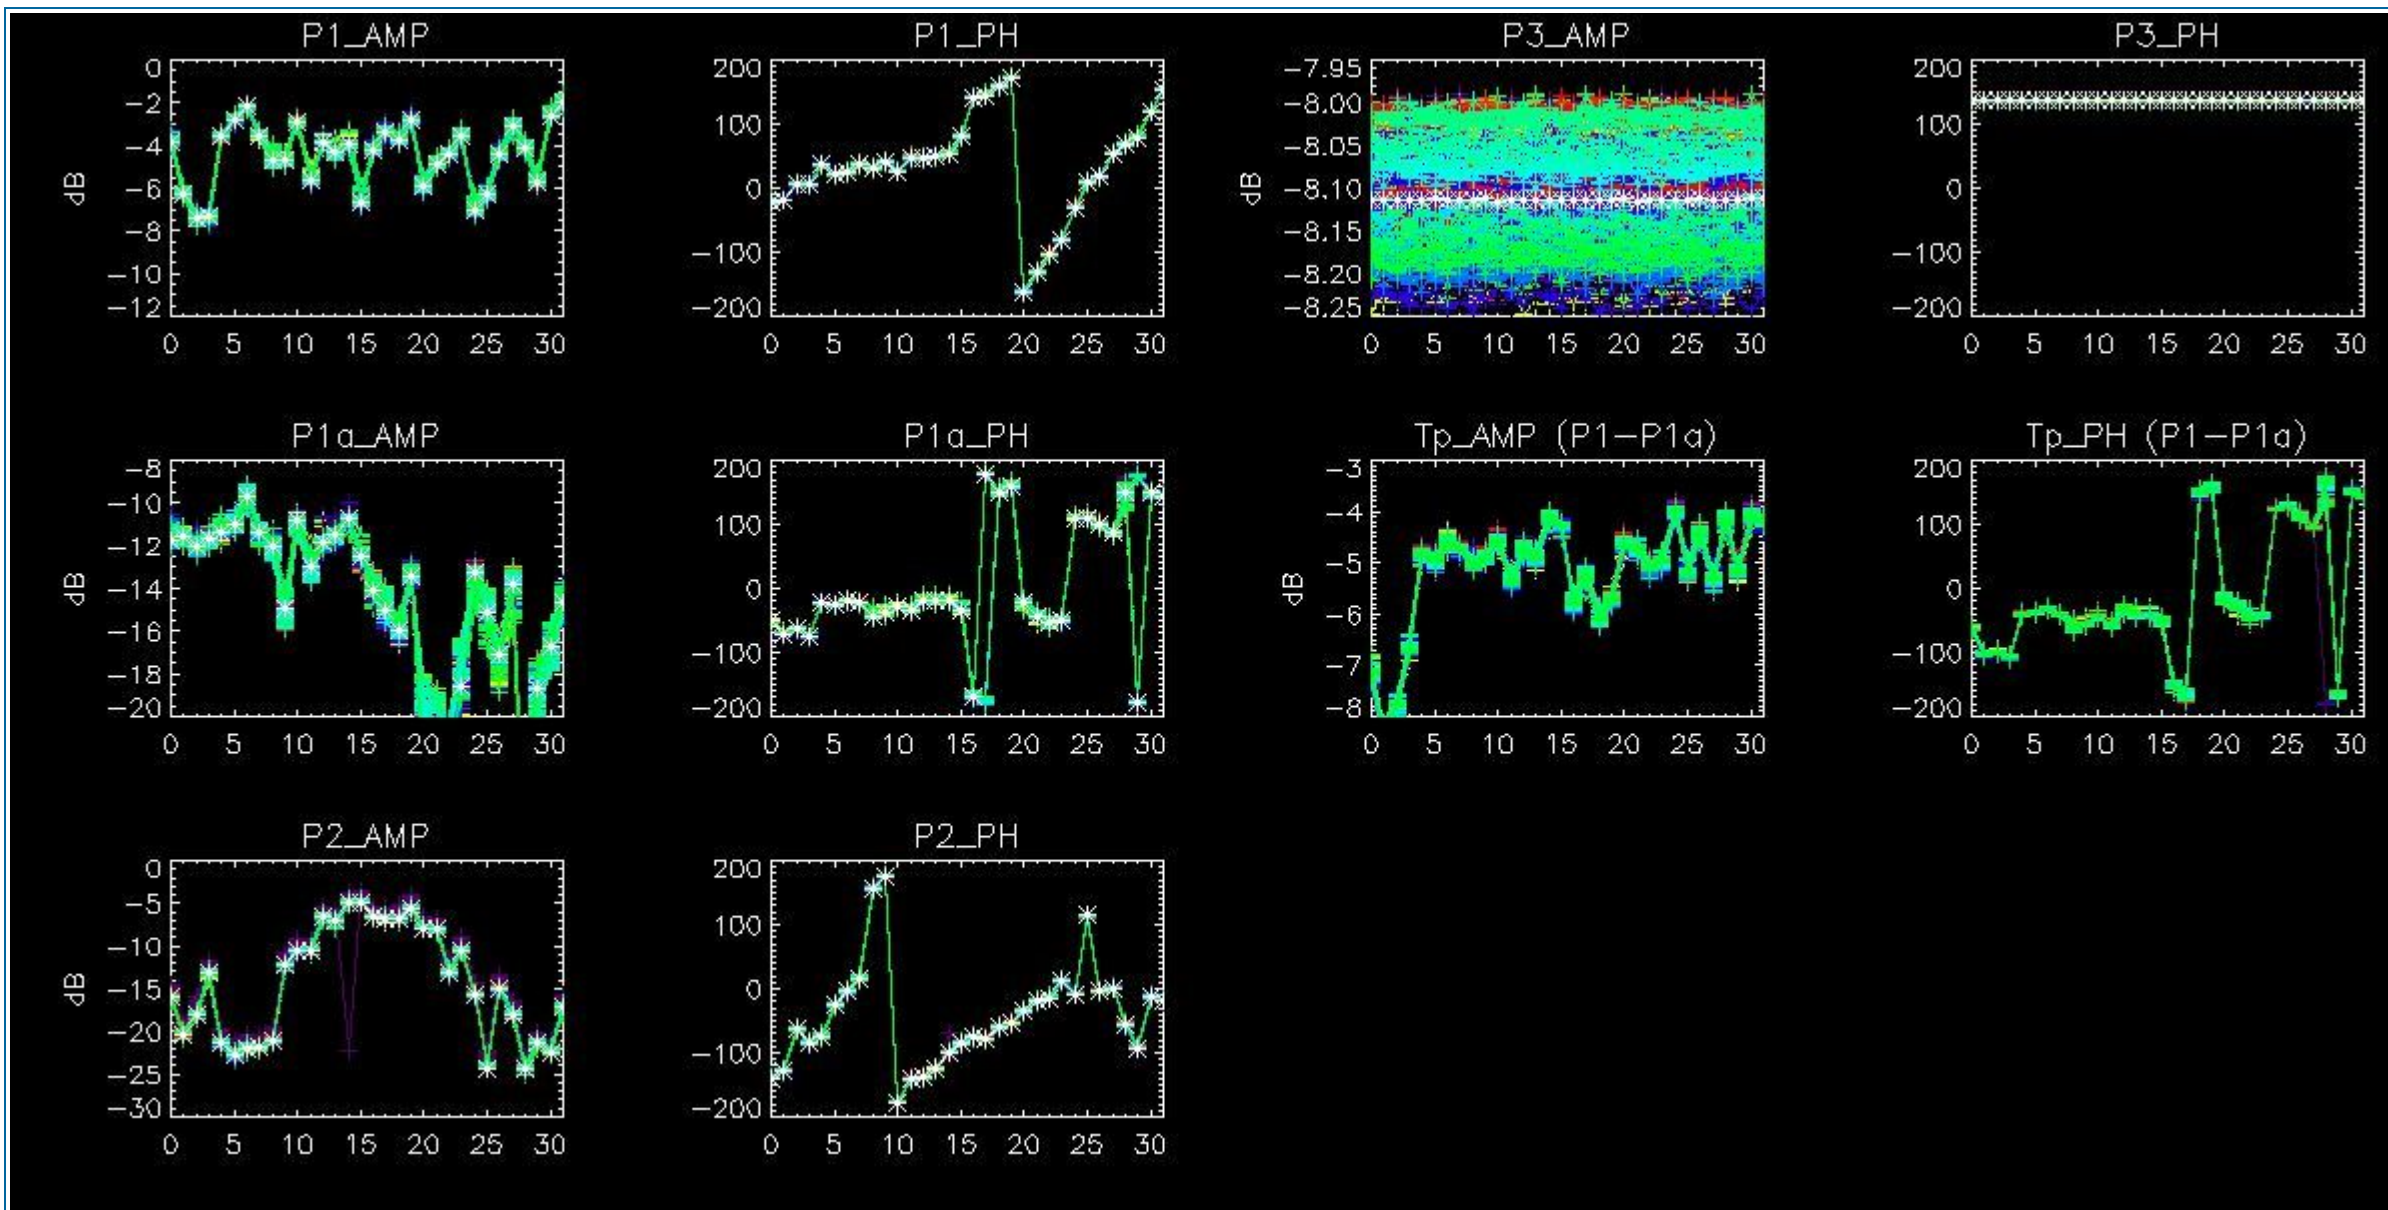 P1_AMP
0
−2
−4
−6
−8
−10
−12
dB
0 5 10 15 20 25 30
P1_PH
200
100
0
−100
−200
0 5 10 15 20 25 30
P3_AMP
−7.95
−8.00
−8.05
−8.10
−8.15
−8.20
−8.25
dB
0 5 10 15 20 25 30
P3_PH
200
100
0
−100
−200
0 5 10 15 20 25 30
P1a_AMP
−8
−10
−12
−14
−16
−18
−20
dB
0 5 10 15 20 25 30
P1a_PH
200
100
0
−100
−200
0 5 10 15 20 25 30
Tp_AMP (P1−P1a)
−3
−4
−5
−6
−7
−8
dB
0 5 10 15 20 25 30
Tp_PH (P1−P1a)
200
100
0
−100
−200
0 5 10 15 20 25 30
P2_AMP
0
−5
−10
−15
−20
−25
−30
dB
0 5 10 15 20 25 30
P2_PH
200
100
0
−100
−200
0 5 10 15 20 25 30